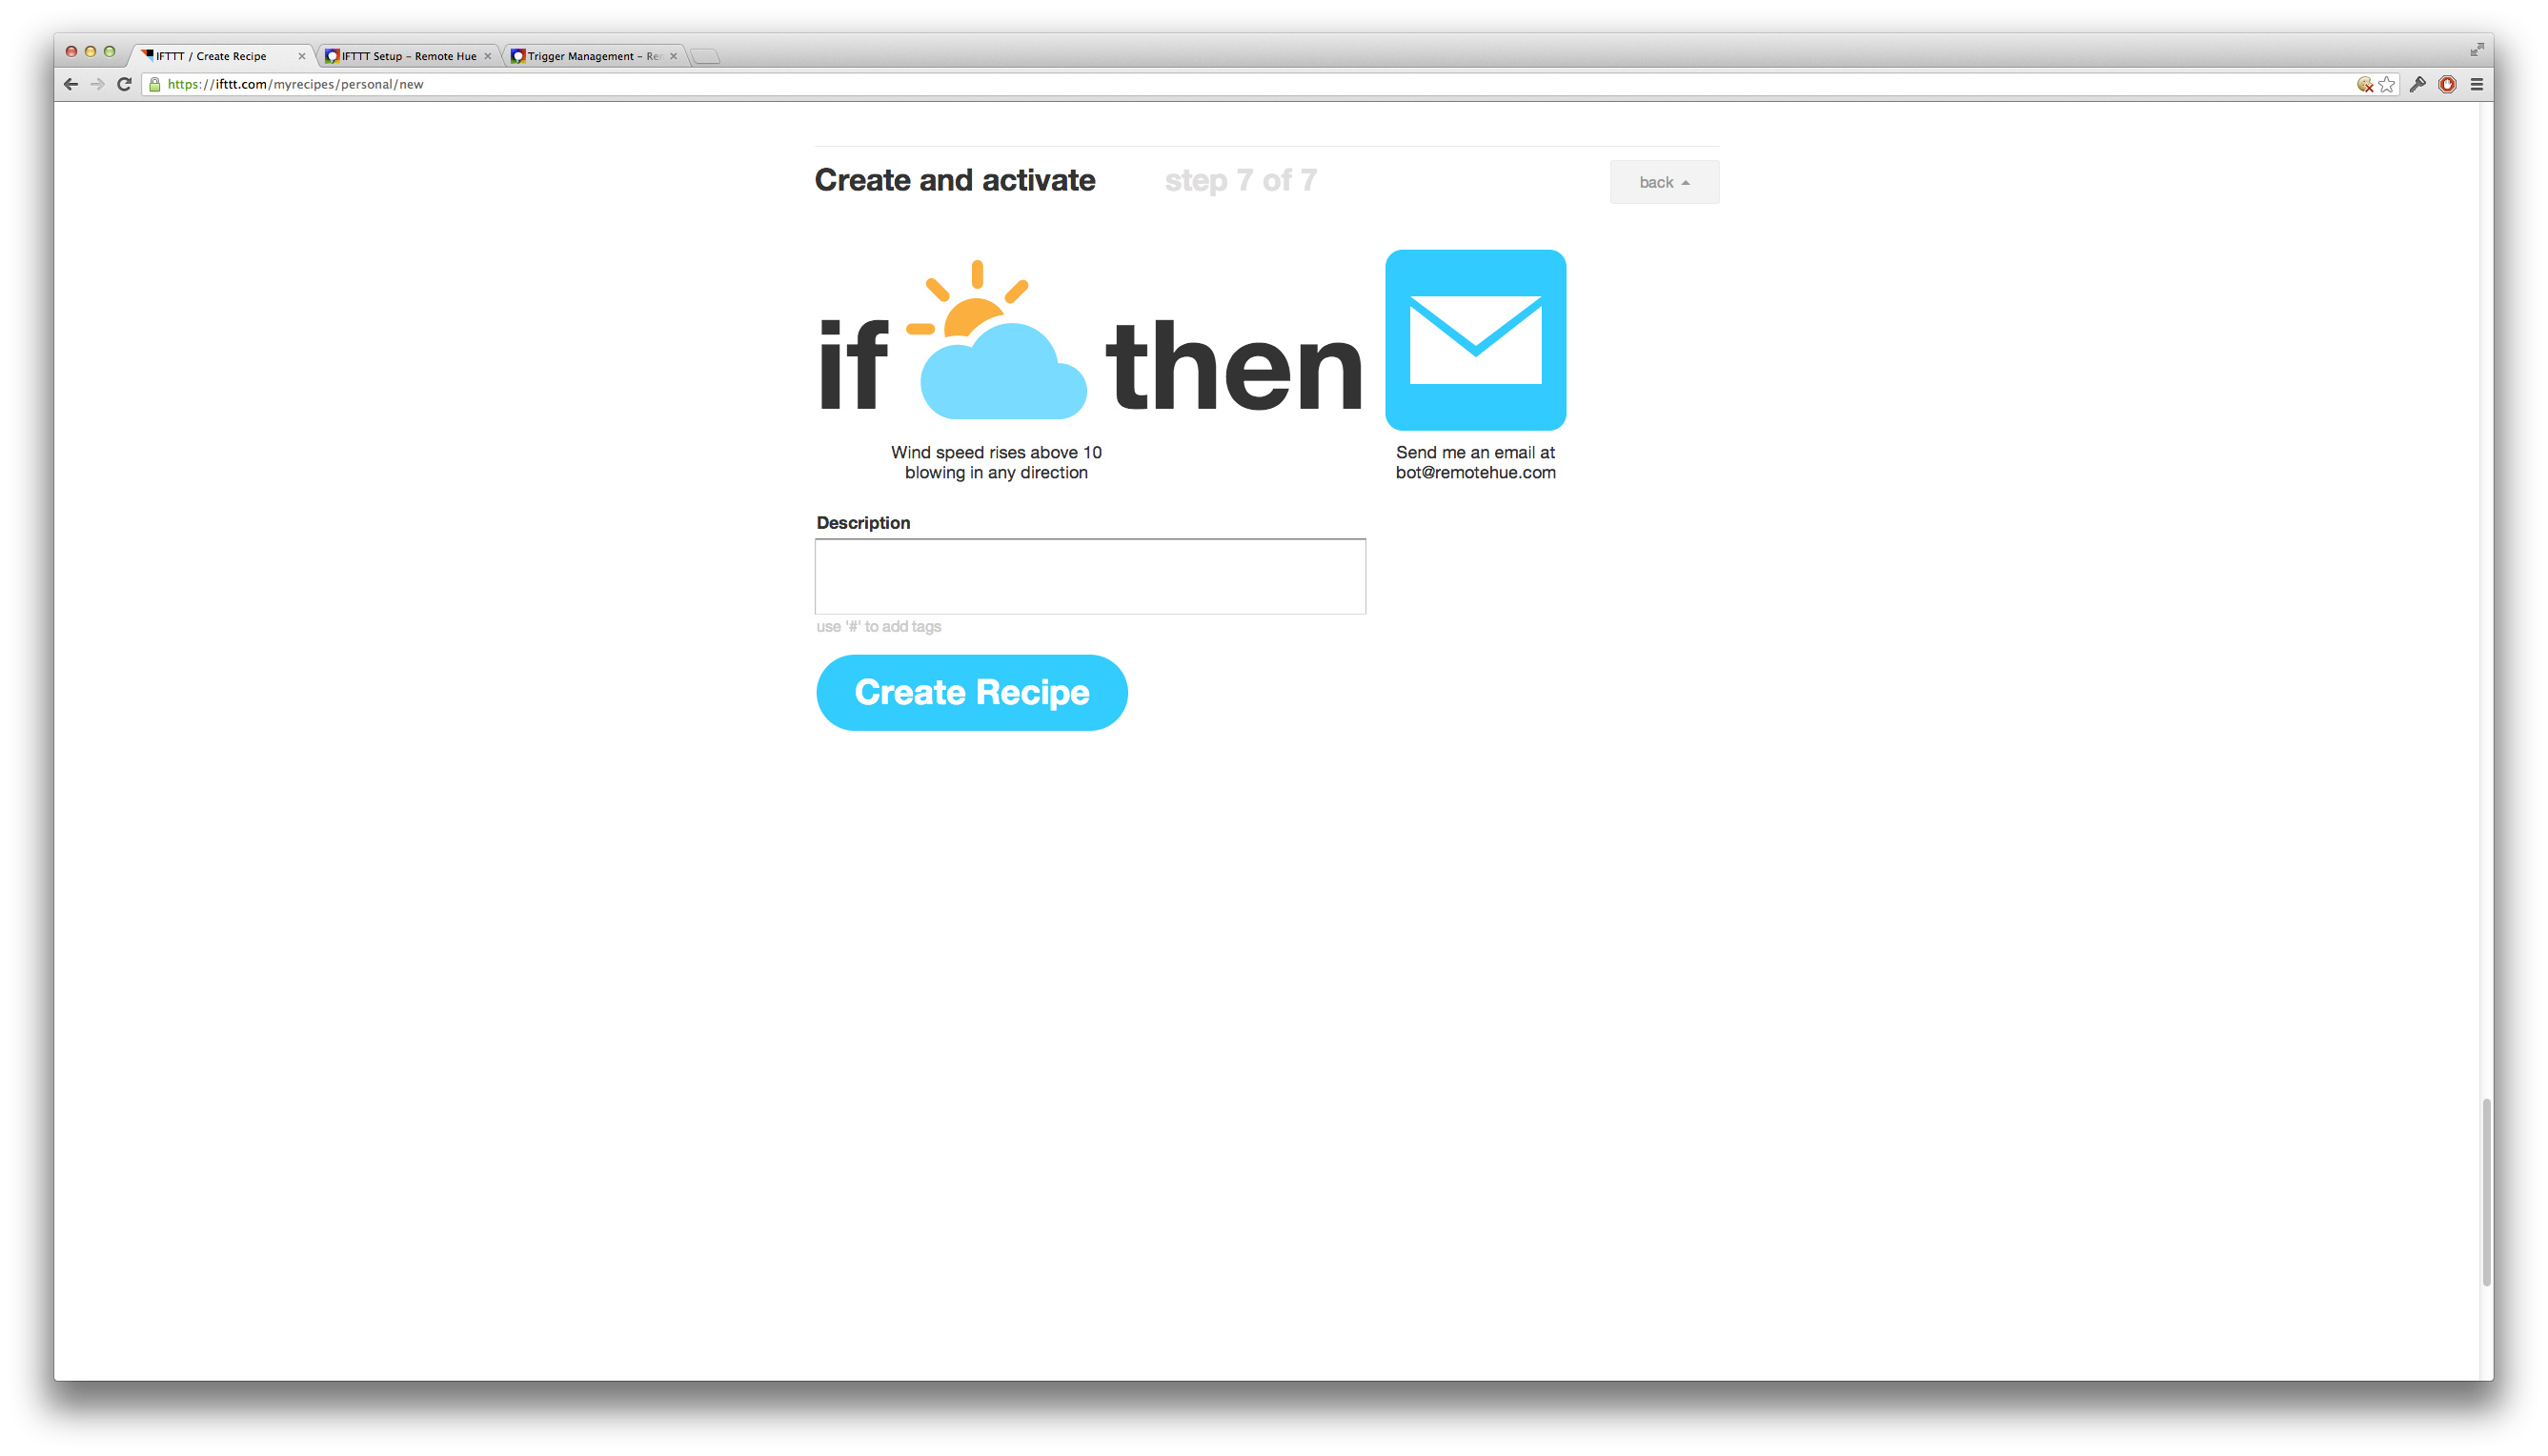 IFTTT / Create Recipe
IFTTT Setup – Remote Hue
Trigger Management – Re
https://ifttt.com/myrecipes/personal/new
Create and activate
step 7 of 7
back
if
then
Wind speed rises above 10
blowing in any direction
Send me an email at
bot@remotehue.com
Description
use '#' to add tags
Create Recipe